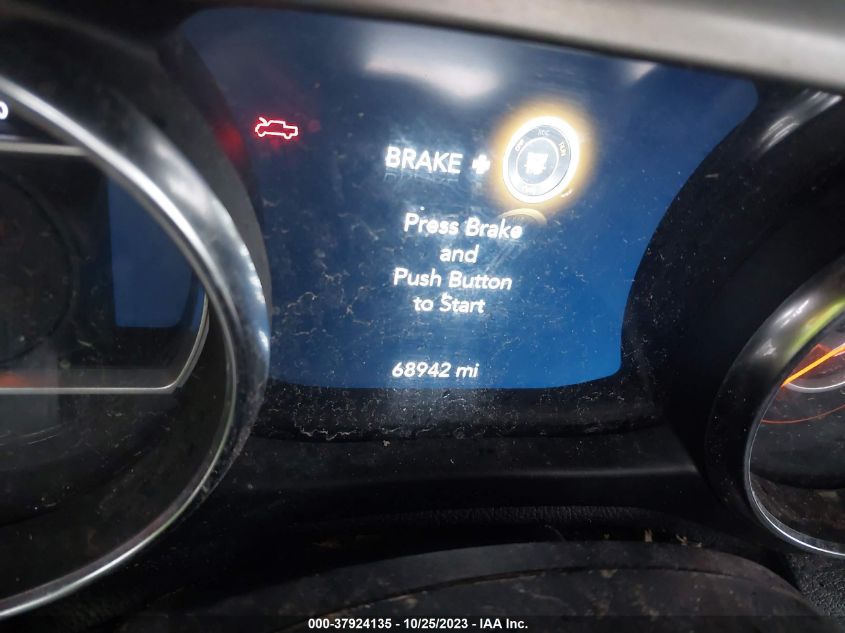 BRAKE +
Press Brake
and
Push Button
to Start
68942 mi
000-37924135 - 10/25/2023 - IAA Inc.